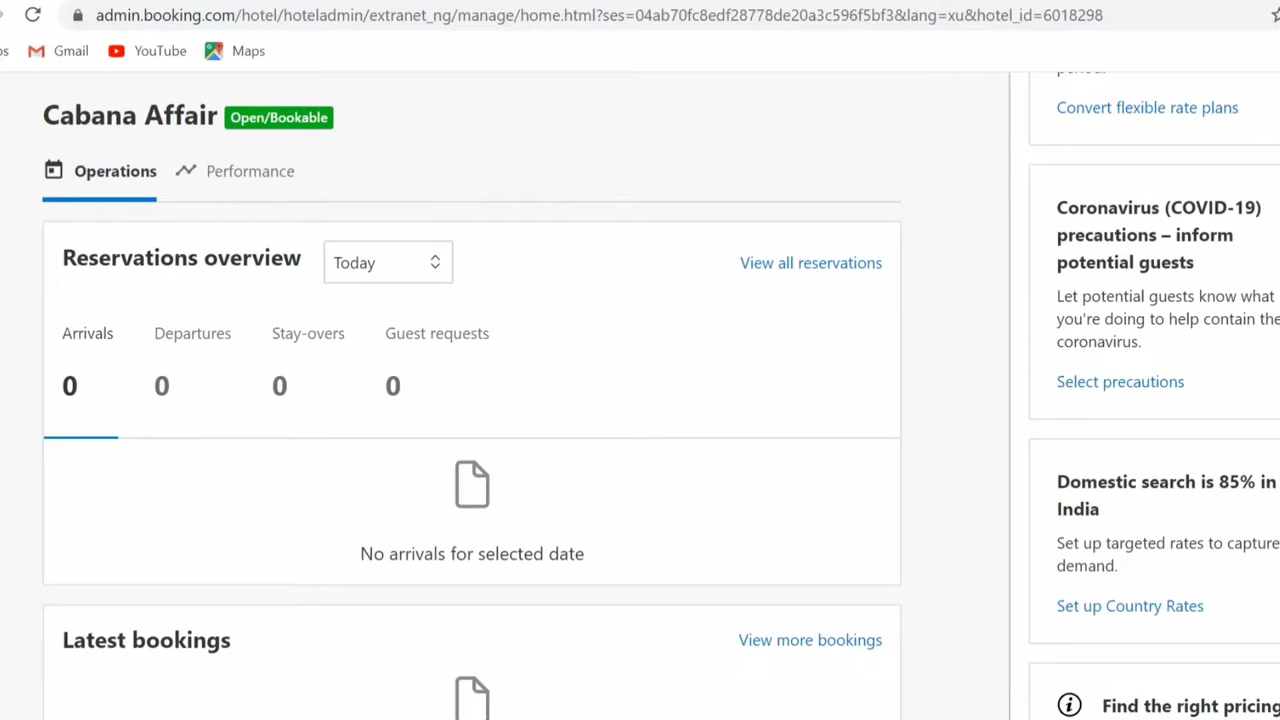 admin.booking.com/hotel/hoteladmin/extranet_ng/manage/home.html?ses=04ab70fc8edf28778de20a3c596f5bf3&lang=xu&hotel_id=6018298
Gmail YouTube Maps
Cabana Affair Open/Bookable
Operations Performance
Reservations overview Today View all reservations
Arrivals Departures Stay-overs Guest requests
0 0 0 0
No arrivals for selected date
Latest bookings View more bookings
Convert flexible rate plans
Coronavirus (COVID-19)
precautions – inform
potential guests
Let potential guests know what
you're doing to help contain the
coronavirus.
Select precautions
Domestic search is 85% in
India
Set up targeted rates to capture
demand.
Set up Country Rates
Find the right pricing